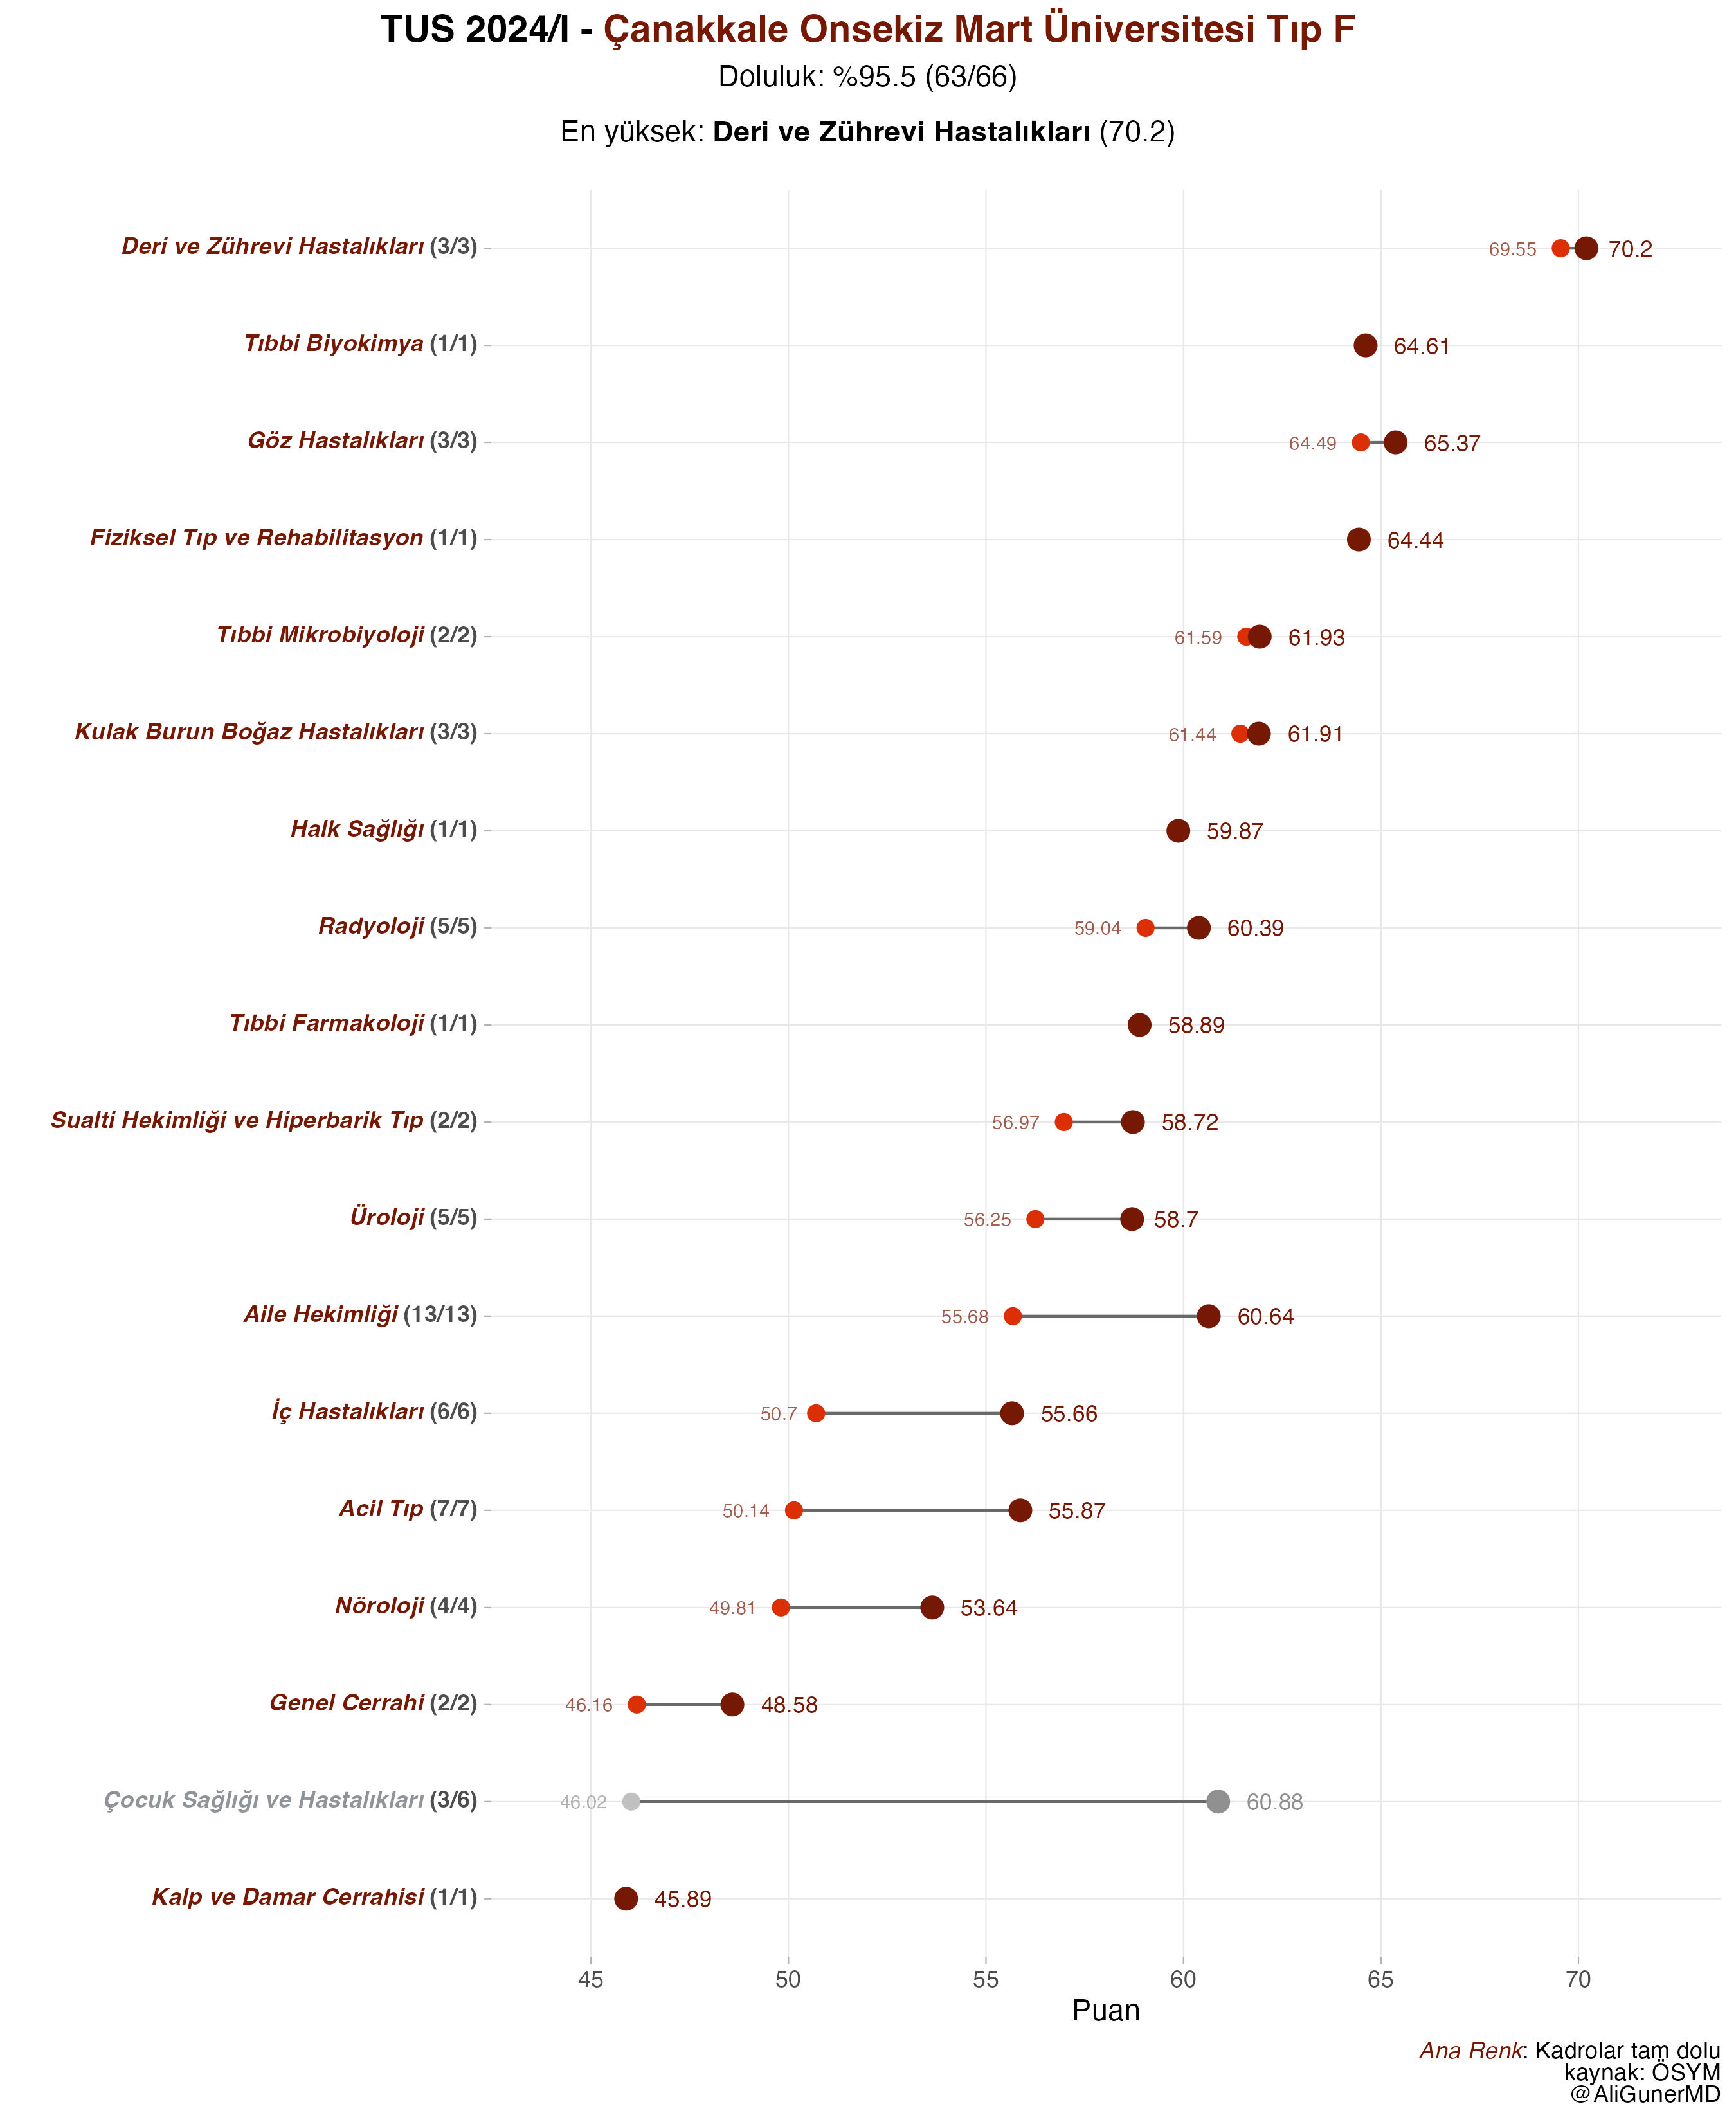 TUS 2024/I - Çanakkale Onsekiz Mart Üniversitesi Tıp F
Doluluk: %95.5 (63/66)
En yüksek: Deri ve Zührevi Hastalıkları (70.2)
Deri ve Zührevi Hastalıkları (3/3) 69.55 70.2
Tıbbi Biyokimya (1/1) 64.61
Göz Hastalıkları (3/3) 64.49 65.37
Fiziksel Tıp ve Rehabilitasyon (1/1) 64.44
Tıbbi Mikrobiyoloji (2/2) 61.59 61.93
Kulak Burun Boğaz Hastalıkları (3/3) 61.44 61.91
Halk Sağlığı (1/1) 59.87
Radyoloji (5/5) 59.04 60.39
Tıbbi Farmakoloji (1/1) 58.89
Sualti Hekimliği ve Hiperbarik Tıp (2/2) 56.97 58.72
Üroloji (5/5) 56.25 58.7
Aile Hekimliği (13/13) 55.68 60.64
İç Hastalıkları (6/6) 50.7 55.66
Acil Tıp (7/7) 50.14 55.87
Nöroloji (4/4) 49.81 53.64
Genel Cerrahi (2/2) 46.16 48.58
Çocuk Sağlığı ve Hastalıkları (3/6) 46.02 60.88
Kalp ve Damar Cerrahisi (1/1) 45.89
45 50 55 60 65 70
Puan
Ana Renk: Kadrolar tam dolu
kaynak: ÖSYM
@AliGunerMD